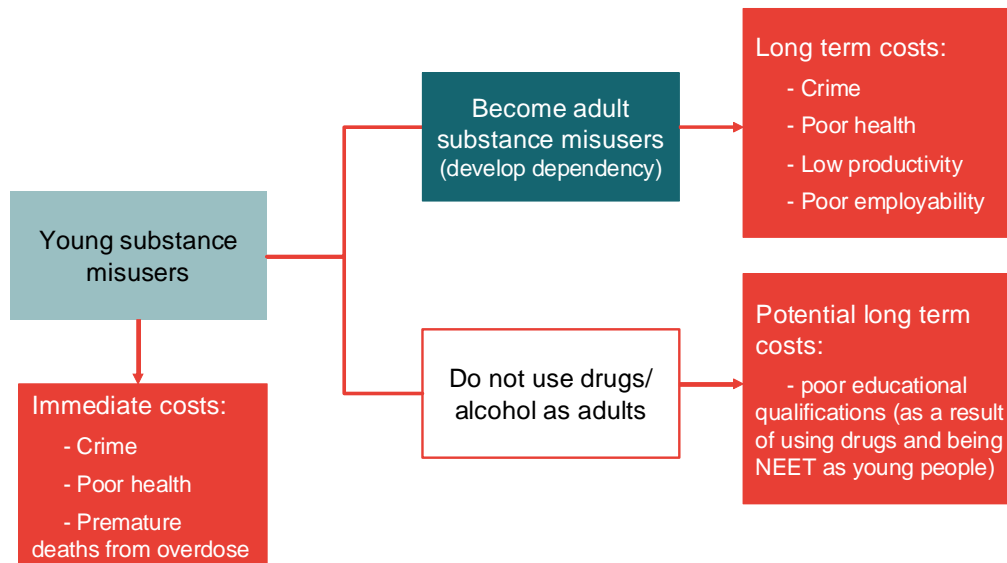 Young substance
misusers
Immediate costs:
- Crime
- Poor health
- Premature
deaths from overdose
Become adult
substance misusers
(develop dependency)
Long term costs:
- Crime
- Poor health
- Low productivity
- Poor employability
Do not use drugs/
alcohol as adults
Potential long term
costs:
- poor educational
qualifications (as a result
of using drugs and being
NEET as young people)